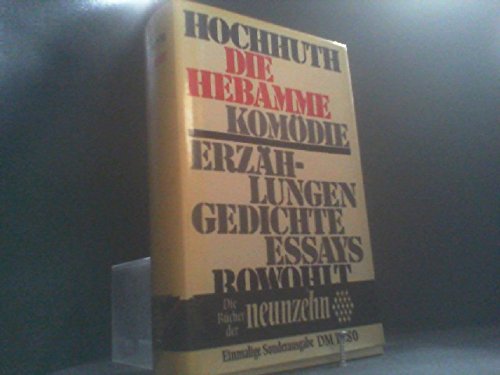 HOCHHUTH
DIE
HEBAMME
KOMÖDIE
ERZÄH-
LUNGEN
GEDICHTE
ESSAYS
ROWOHLT
Die
Bücher
der
neunzehn
Einmalige Sonderausgabe DM